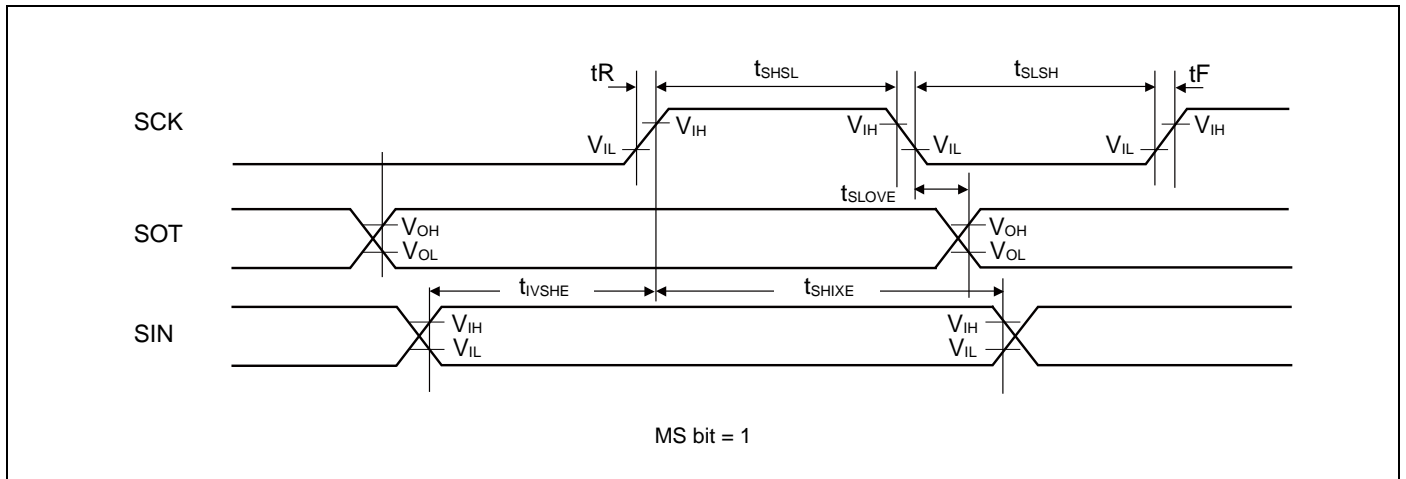 tR tSHSL tSLSH tF
SCK VIH VIH VIH
VIL VIL VIL
tSLOVE
SOT VOH VOH
VOL VOL
tIVSHE tSHIXE
SIN VIH VIH
VIL VIL
MS bit = 1